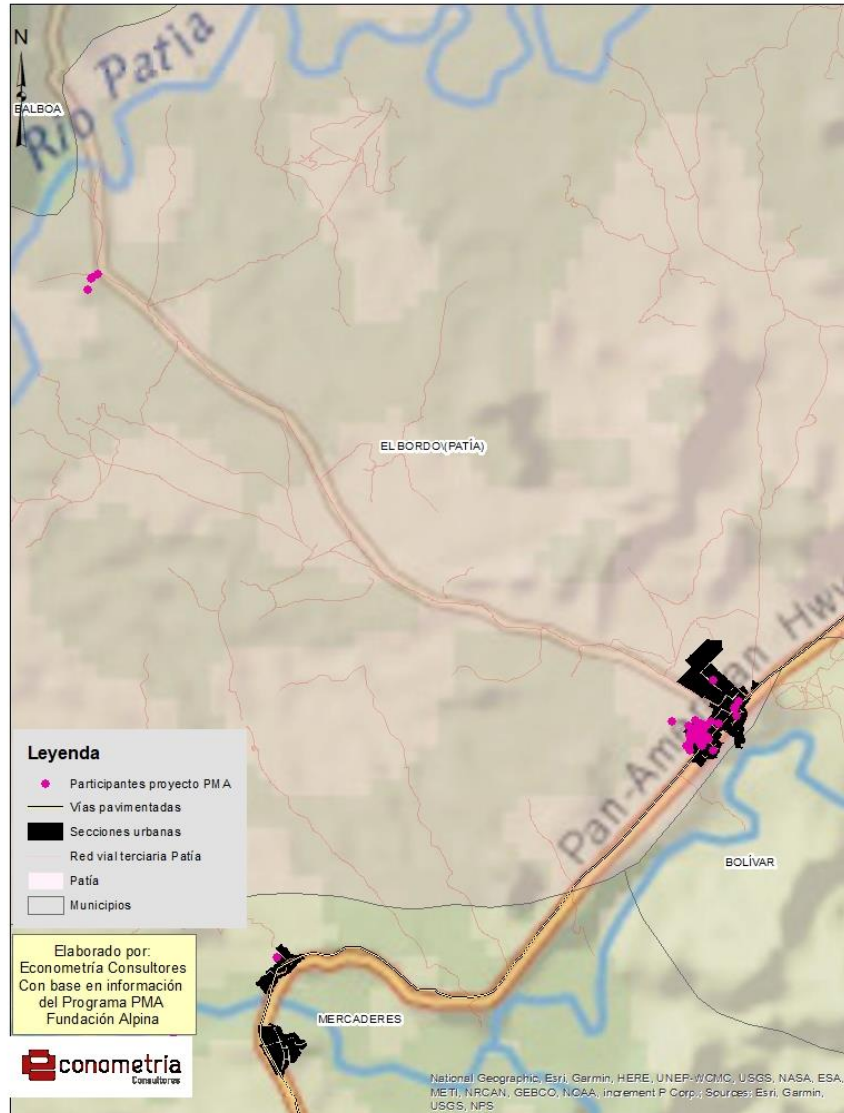 N
BALBOA
Río Patia
EL BORDO\(PATÍA)
Pan-American Hwy
BOLÍVAR
MERCADERES
Leyenda
Participantes proyecto PMA
Vías pavimentadas
Secciones urbanas
Red vial terciaria Patía
Patía
Municipios
Elaborado por:
Econometría Consultores
Con base en información
del Programa PMA
Fundación Alpina
econometría
Consultores
National Geographic, Esri, Garmin, HERE, UNEP-WCMC, USGS, NASA, ESA,
METI, NRCAN, GEBCO, NOAA, increment P Corp.; Sources: Esri, Garmin,
USGS, NPS